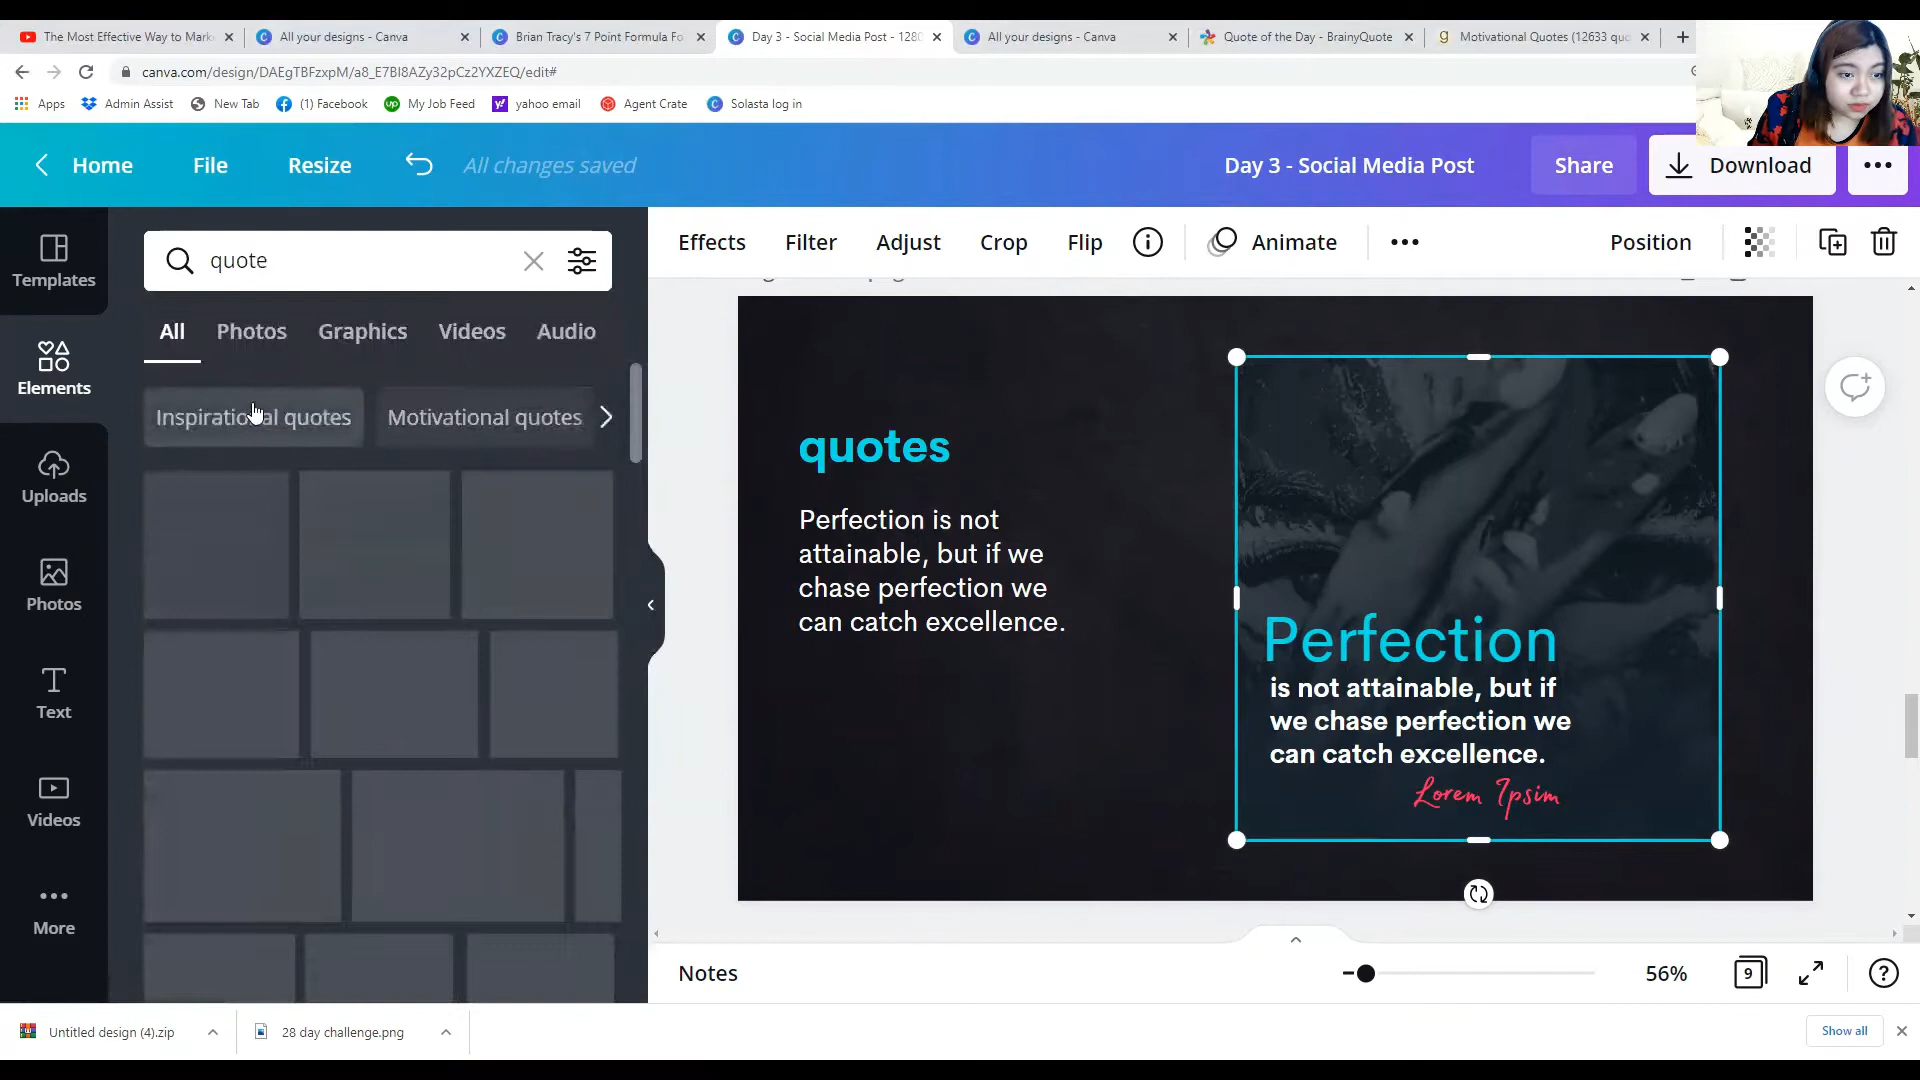 The Most Effective Way to Mark
All your designs - Canva
Brian Tracy's 7 Point Formula Fo
Day 3 - Social Media Post - 1280
All your designs - Canva
Quote of the Day - BrainyQuote
Motivational Quotes (12633 quo
canva.com/design/DAEgTBFzxpM/a8_E7BI8AZy32pCz2YXZEQ/edit#
Apps
Admin Assist
New Tab
(1) Facebook
My Job Feed
yahoo email
Agent Crate
Solasta log in
Home
File
Resize
All changes saved
Day 3 - Social Media Post
Share
Download
Templates
Elements
Uploads
Photos
Text
Videos
More
quote
All
Photos
Graphics
Videos
Audio
Inspirational quotes
Motivational quotes
Effects
Filter
Adjust
Crop
Flip
Animate
Position
quotes
Perfection is not
attainable, but if we
chase perfection we
can catch excellence.
Perfection
is not attainable, but if
we chase perfection we
can catch excellence.
Lorem Ipsim
Notes
56%
9
Untitled design (4).zip
28 day challenge.png
Show all